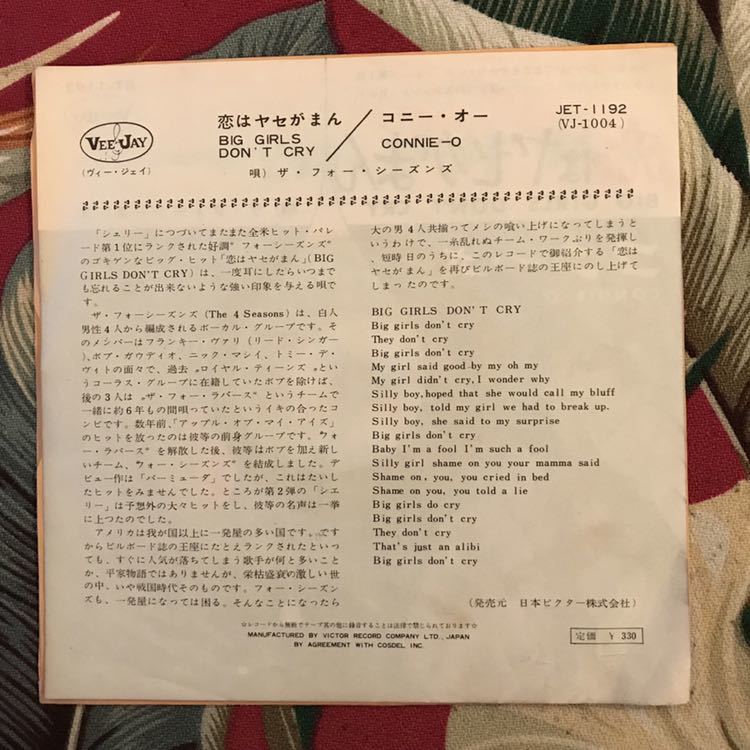 VEE JAY
(ヴィー・ジェイ)
恋はヤセがまん
BIG GIRLS
DON'T CRY
コニー・オー
CONNIE-O
JET-1192
(VJ-1004)
唄) ザ・フォー・シーズンズ
「シェリー」につづいてまたまた全米ヒット・パレ
ード第1位にランクされた好調"フォーシーズンズ"
のゴキゲンなビッグ・ヒット「恋はヤセがまん」(BIG
GIRLS DON'T CRY)は、一度耳にしたらいつまで
も忘れることが出来ないような強い印象を与える唄で
す。
ザ・フォーシーズンズ (The 4 Seasons) は、白人
男性4人から編成されるボーカル・グループです。そ
のメンバーはフランキー・ヴァリ (リード・シンガー)
、ボブ・ガウディオ、ニック・マシイ、トミー・デ・
ヴィトの面々で、過去〝ロイヤル・ティーンズ〟という
コーラス・グループに在籍していたボブを除けば、
後の3人は〝ザ・フォー・ラバース〟というチームで
一緒に約6年もの間唄っていたというイキの合ったコ
ンビです。数年前、「アップル・オブ・マイ・アイズ」
のヒットを放ったのは彼等の前身グループです。"フォ
ー・ラバース"を解散した後、彼等はボブを加え新し
いチーム、"フォー・シーズンズ"を結成しました。デ
ビュー作は「バーミューダ」でしたが、これはたいし
たヒットをみませんでした。ところが第2弾の「シエ
リー」は予想外の大々ヒットをし、彼等の名声は一挙
に上つたのでした。
アメリカは我が国以上に一発屋の多い国です。です
からビルボード誌の王座にたとえランクされたといっ
ても、すぐに人気が落ちてしまう歌手が何と多いこと
か、平家物語ではありませんが、栄枯盛衰の激しい世
の中、いや戦国時代そのものです。フォー・シーズン
ズも、一発屋になっては困る。そんなことになったら
大の男4人共揃ってメシの喰い上げになってしまうと
いうわけで、一糸乱れぬチーム・ワークぶりを発揮し
、短時日のうちに、このレコードで御紹介する「恋は
ヤセがまん」を再びビルボード誌の王座にのし上げて
しまったのです。
BIG GIRLS DON'T CRY
Big girls don't cry
They don't cry
Big girls don't cry
My girl said good by my oh my
My girl didn't cry, I wonder why
Silly boy, hoped that she would call my bluff
Silly boy, told my girl we had to break up.
Silly boy, she said to my surprise
Big girls don't cry
Baby I'm a fool I'm such a fool
Silly girl shame on you your mamma said
Shame on, you, you cried in bed
Shame on you, you told a lie
Big girls do cry
Big girls don't cry
They don't cry
That's just an alibi
Big girls don't cry
(発売元 日本ビクター株式会社)
☆レコードから無断でテープ其の他に録音することは法律で禁じられております☆
MANUFACTURED BY VICTOR RECORD COMPANY LTD., JAPAN
BY AGREEMENT WITH COSDEL INC.
定価 ¥ 330